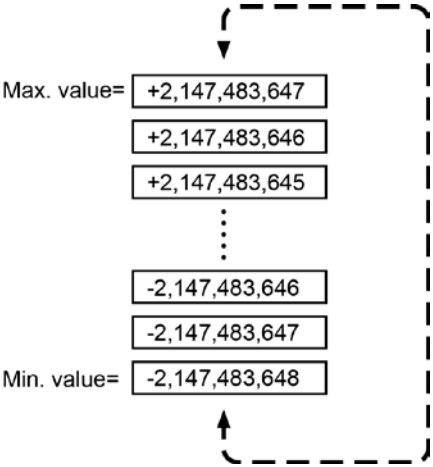 Max. value= +2,147,483,647
+2,147,483,646
+2,147,483,645
-2,147,483,646
-2,147,483,647
Min. value= -2,147,483,648